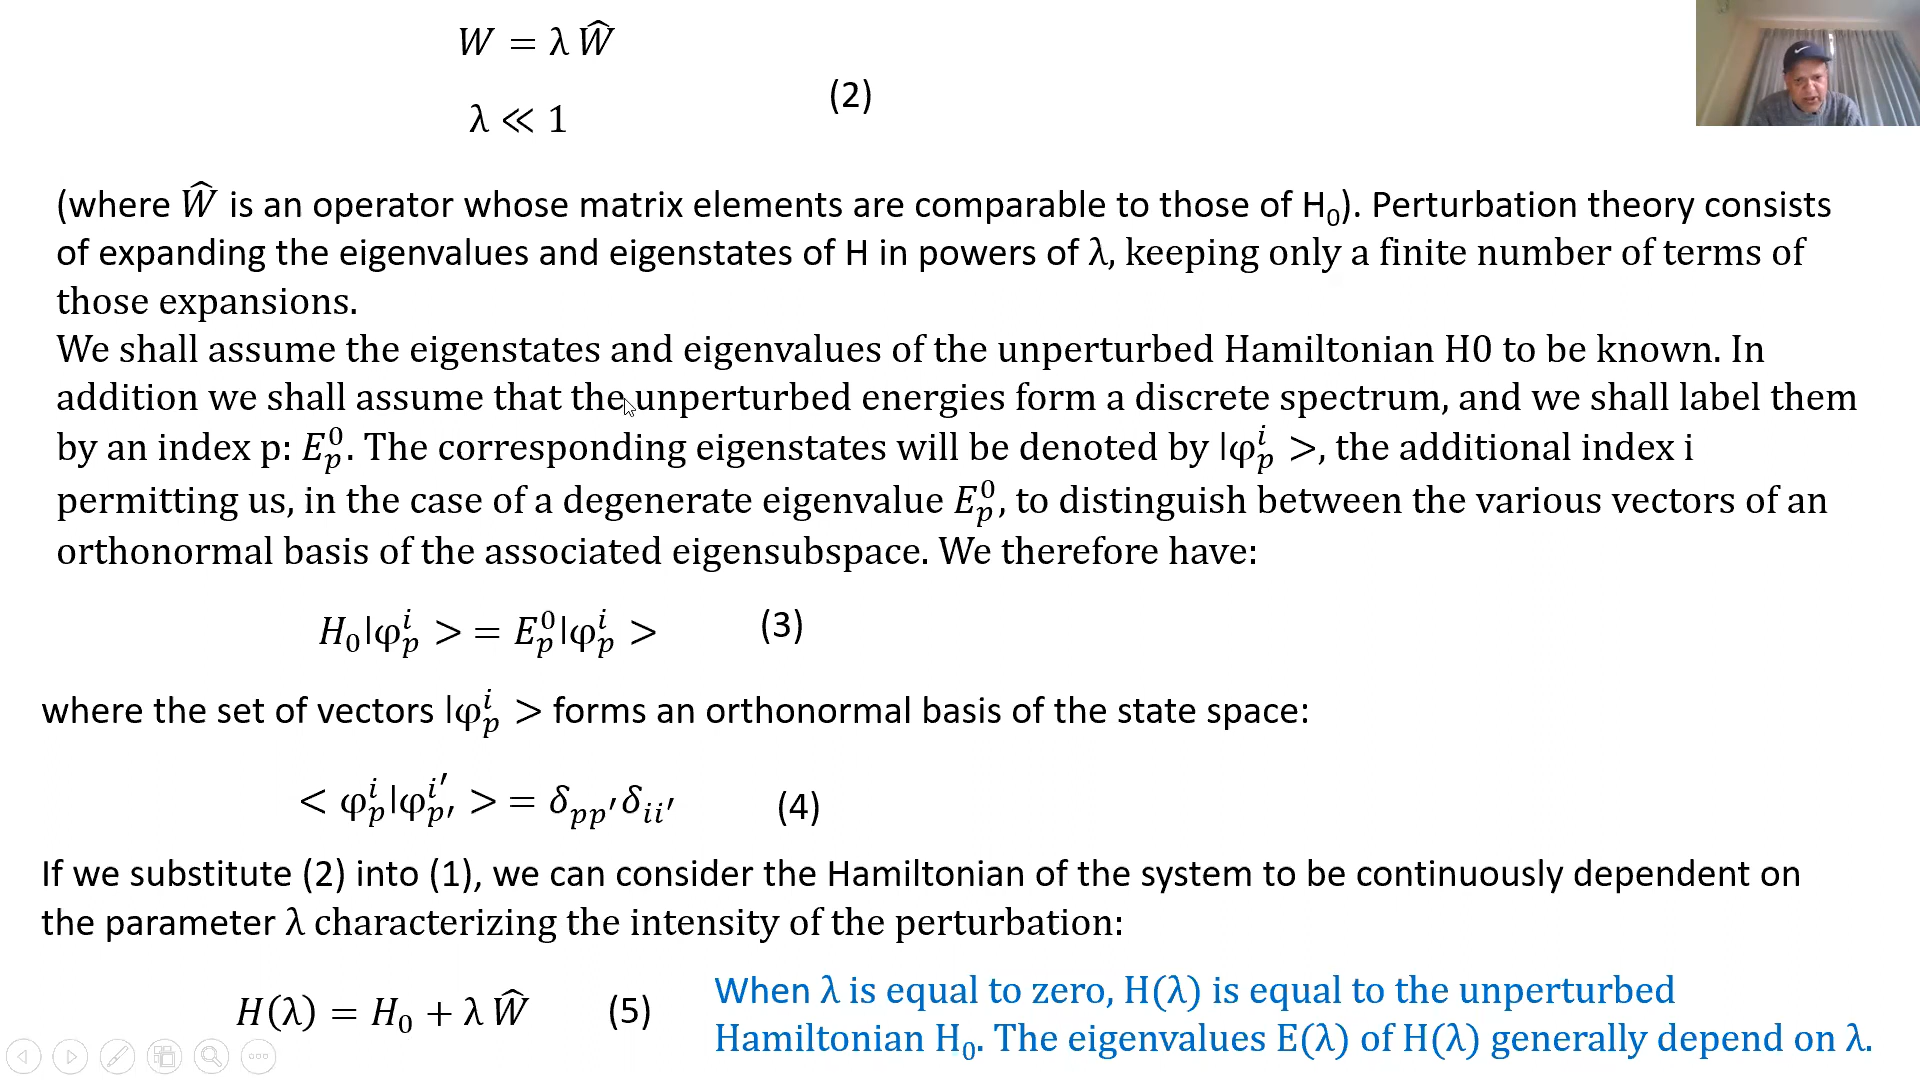 W = λ Ŵ
(2)
λ ≪ 1
(where Ŵ is an operator whose matrix elements are comparable to those of H₀). Perturbation theory consists
of expanding the eigenvalues and eigenstates of H in powers of λ, keeping only a finite number of terms of
those expansions.
We shall assume the eigenstates and eigenvalues of the unperturbed Hamiltonian H0 to be known. In
addition we shall assume that the unperturbed energies form a discrete spectrum, and we shall label them
by an index p: E_p^0. The corresponding eigenstates will be denoted by |φ_p^i >, the additional index i
permitting us, in the case of a degenerate eigenvalue E_p^0, to distinguish between the various vectors of an
orthonormal basis of the associated eigensubspace. We therefore have:
H₀|φ_p^i > = E_p^0|φ_p^i > (3)
where the set of vectors |φ_p^i > forms an orthonormal basis of the state space:
< φ_p^i|φ_{p′}^{i′} > = δ_{pp′}δ_{ii′} (4)
If we substitute (2) into (1), we can consider the Hamiltonian of the system to be continuously dependent on
the parameter λ characterizing the intensity of the perturbation:
H(λ) = H₀ + λ Ŵ (5)
When λ is equal to zero, H(λ) is equal to the unperturbed
Hamiltonian H₀. The eigenvalues E(λ) of H(λ) generally depend on λ.